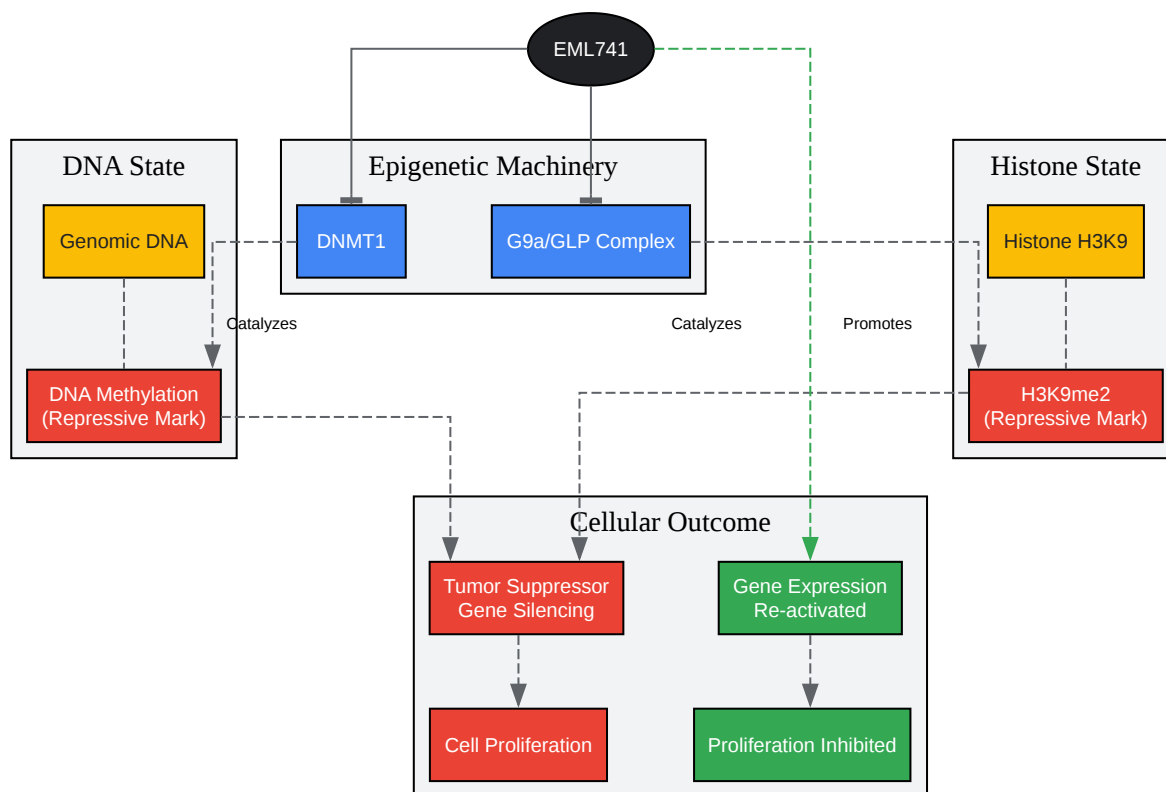 EML741
DNA State
Epigenetic Machinery
Histone State
Genomic DNA
DNMT1
G9a/GLP Complex
Histone H3K9
Catalyzes
Catalyzes
Promotes
DNA Methylation
(Repressive Mark)
H3K9me2
(Repressive Mark)
Cellular Outcome
Tumor Suppressor
Gene Silencing
Gene Expression
Re-activated
Cell Proliferation
Proliferation Inhibited